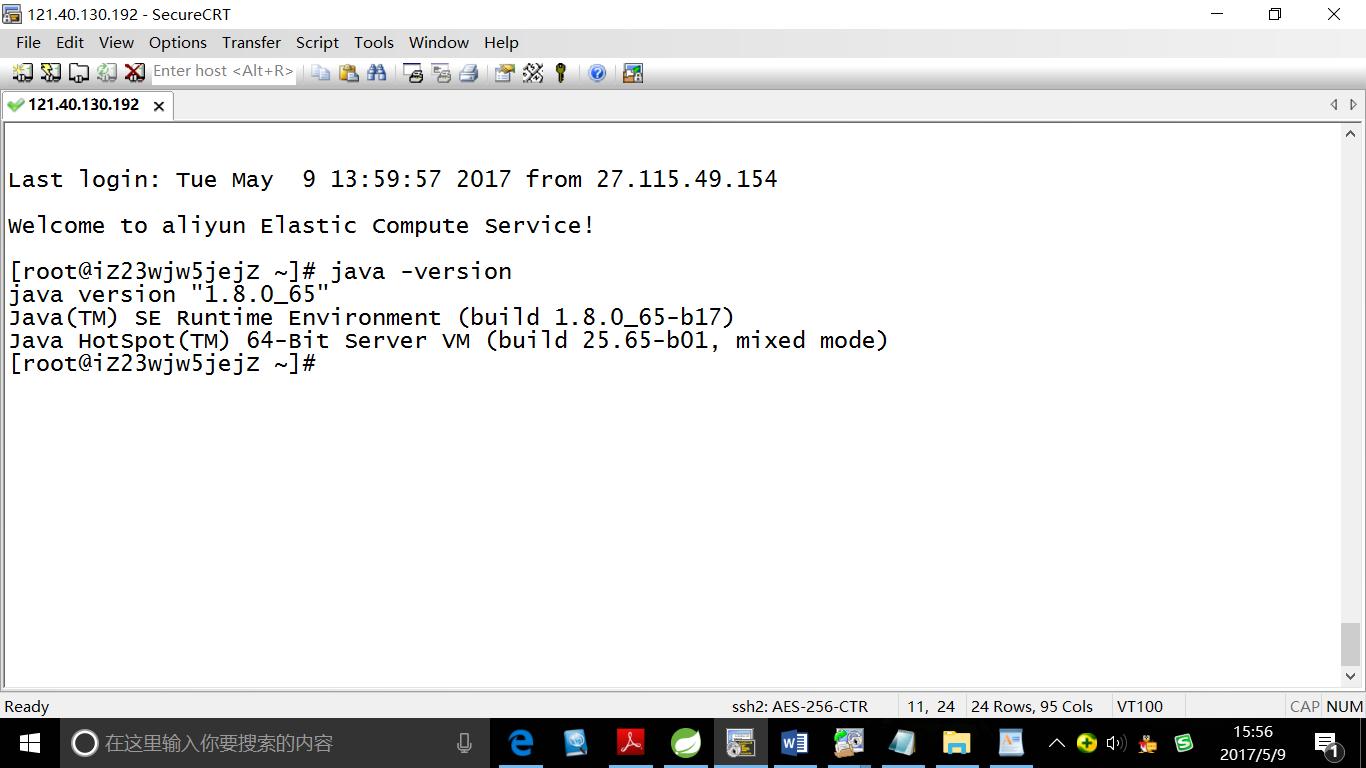 121.40.130.192 - SecureCRT
File Edit View Options Transfer Script Tools Window Help
Enter host <Alt+R>
121.40.130.192
Last login: Tue May  9 13:59:57 2017 from 27.115.49.154
Welcome to aliyun Elastic Compute Service!
[root@iZ23wjw5jejZ ~]# java -version
java version "1.8.0_65"
Java(TM) SE Runtime Environment (build 1.8.0_65-b17)
Java HotSpot(TM) 64-Bit Server VM (build 25.65-b01, mixed mode)
[root@iZ23wjw5jejZ ~]#
Ready ssh2: AES-256-CTR 11, 24 24 Rows, 95 Cols VT100 CAP NUM
在这里输入你要搜索的内容
15:56
2017/5/9
1